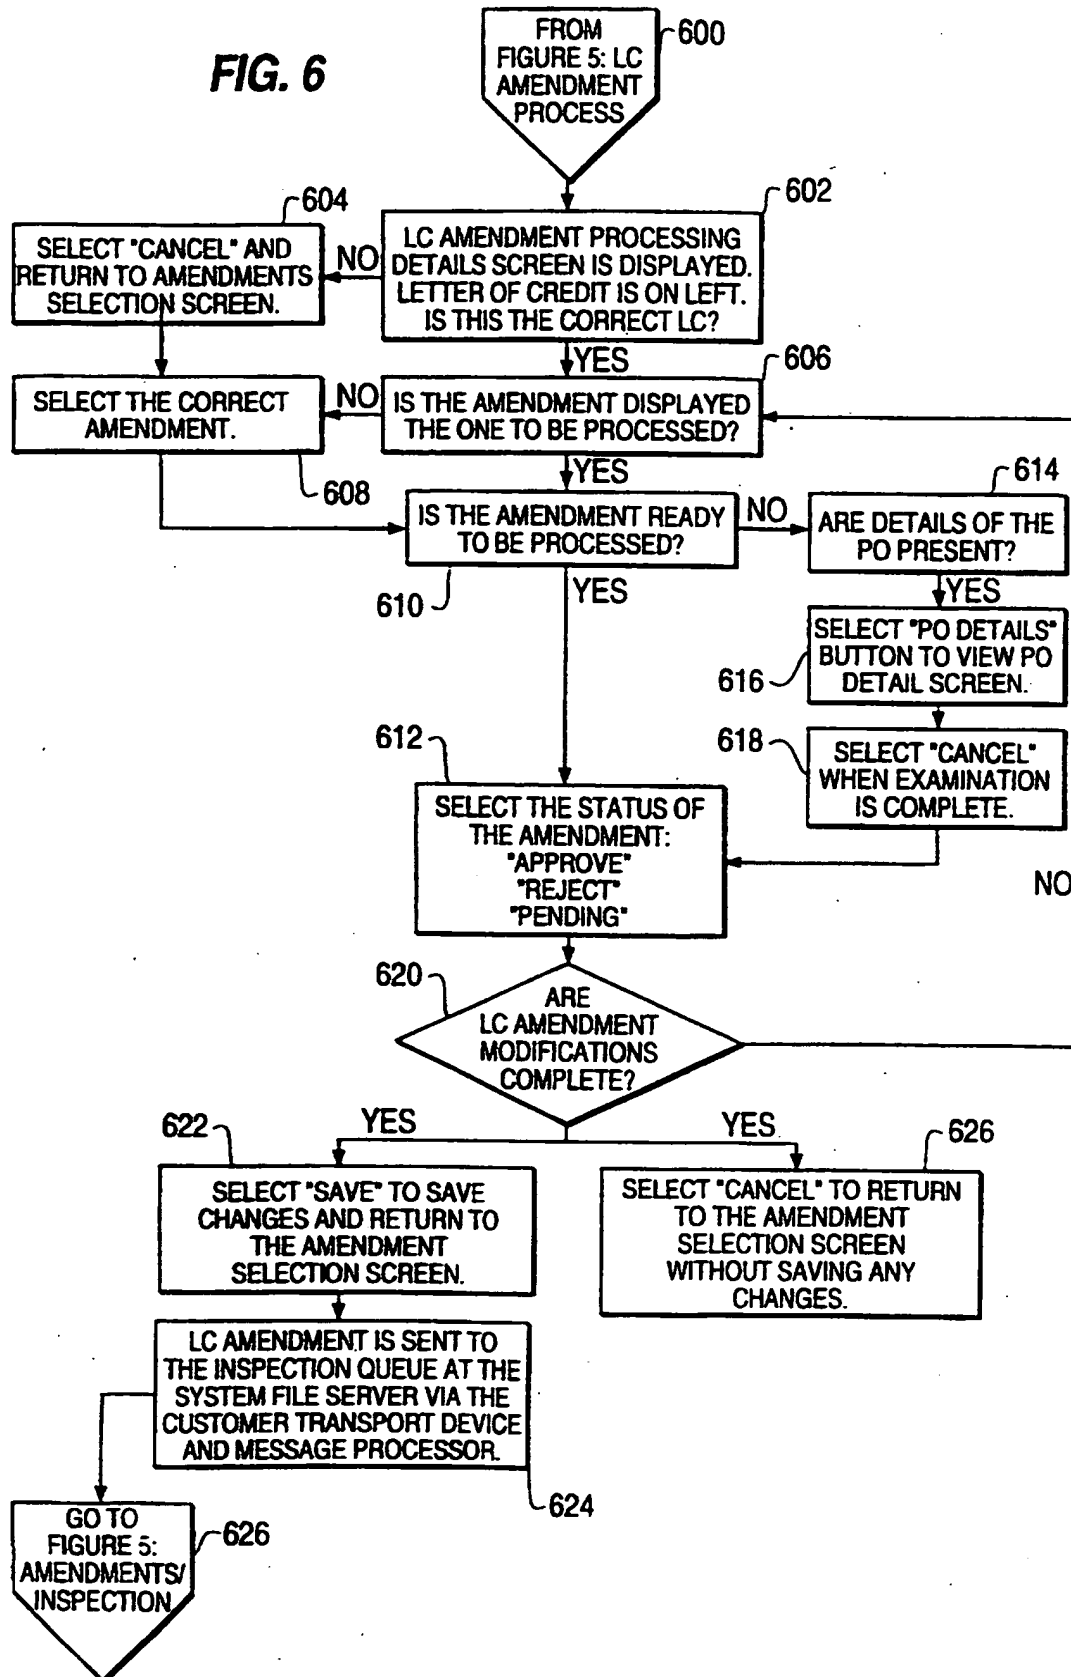 FIG. 6
FROM
FIGURE 5: LC
AMENDMENT
PROCESS
600
602
LC AMENDMENT PROCESSING
DETAILS SCREEN IS DISPLAYED.
LETTER OF CREDIT IS ON LEFT.
IS THIS THE CORRECT LC?
NO
604
SELECT "CANCEL" AND
RETURN TO AMENDMENTS
SELECTION SCREEN.
YES
606
IS THE AMENDMENT DISPLAYED
THE ONE TO BE PROCESSED?
NO
SELECT THE CORRECT
AMENDMENT.
608
YES
IS THE AMENDMENT READY
TO BE PROCESSED?
610
NO
614
ARE DETAILS OF THE
PO PRESENT?
YES
YES
SELECT "PO DETAILS"
BUTTON TO VIEW PO
DETAIL SCREEN.
616
618
SELECT "CANCEL"
WHEN EXAMINATION
IS COMPLETE.
612
SELECT THE STATUS OF
THE AMENDMENT:
"APPROVE"
"REJECT"
"PENDING"
NO
620
ARE
LC AMENDMENT
MODIFICATIONS
COMPLETE?
YES
YES
622
SELECT "SAVE" TO SAVE
CHANGES AND RETURN TO
THE AMENDMENT
SELECTION SCREEN.
626
SELECT "CANCEL" TO RETURN
TO THE AMENDMENT
SELECTION SCREEN
WITHOUT SAVING ANY
CHANGES.
LC AMENDMENT IS SENT TO
THE INSPECTION QUEUE AT THE
SYSTEM FILE SERVER VIA THE
CUSTOMER TRANSPORT DEVICE
AND MESSAGE PROCESSOR.
624
GO TO
FIGURE 5:
AMENDMENTS/
INSPECTION
626